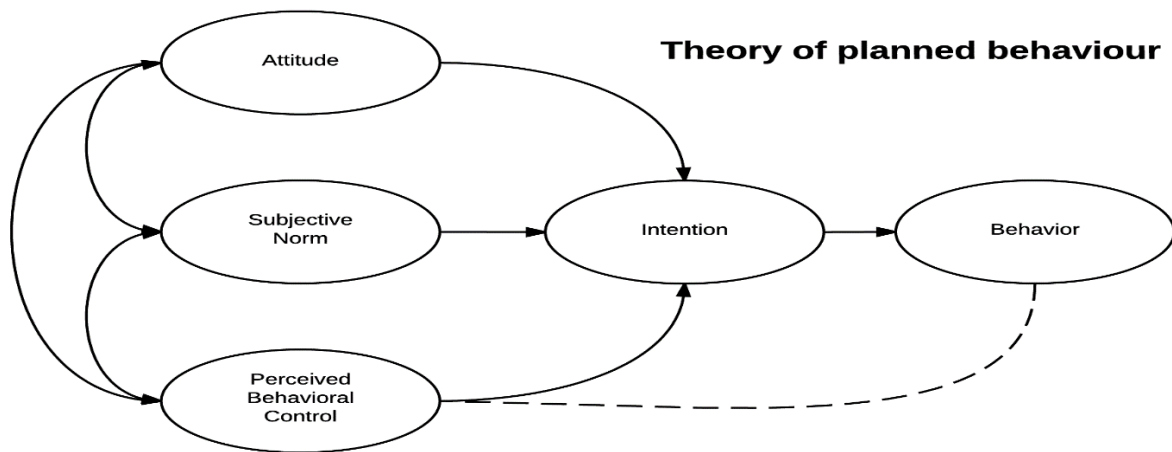 Theory of planned behaviour
Attitude
Subjective
Norm
Intention
Behavior
Perceived
Behavioral
Control